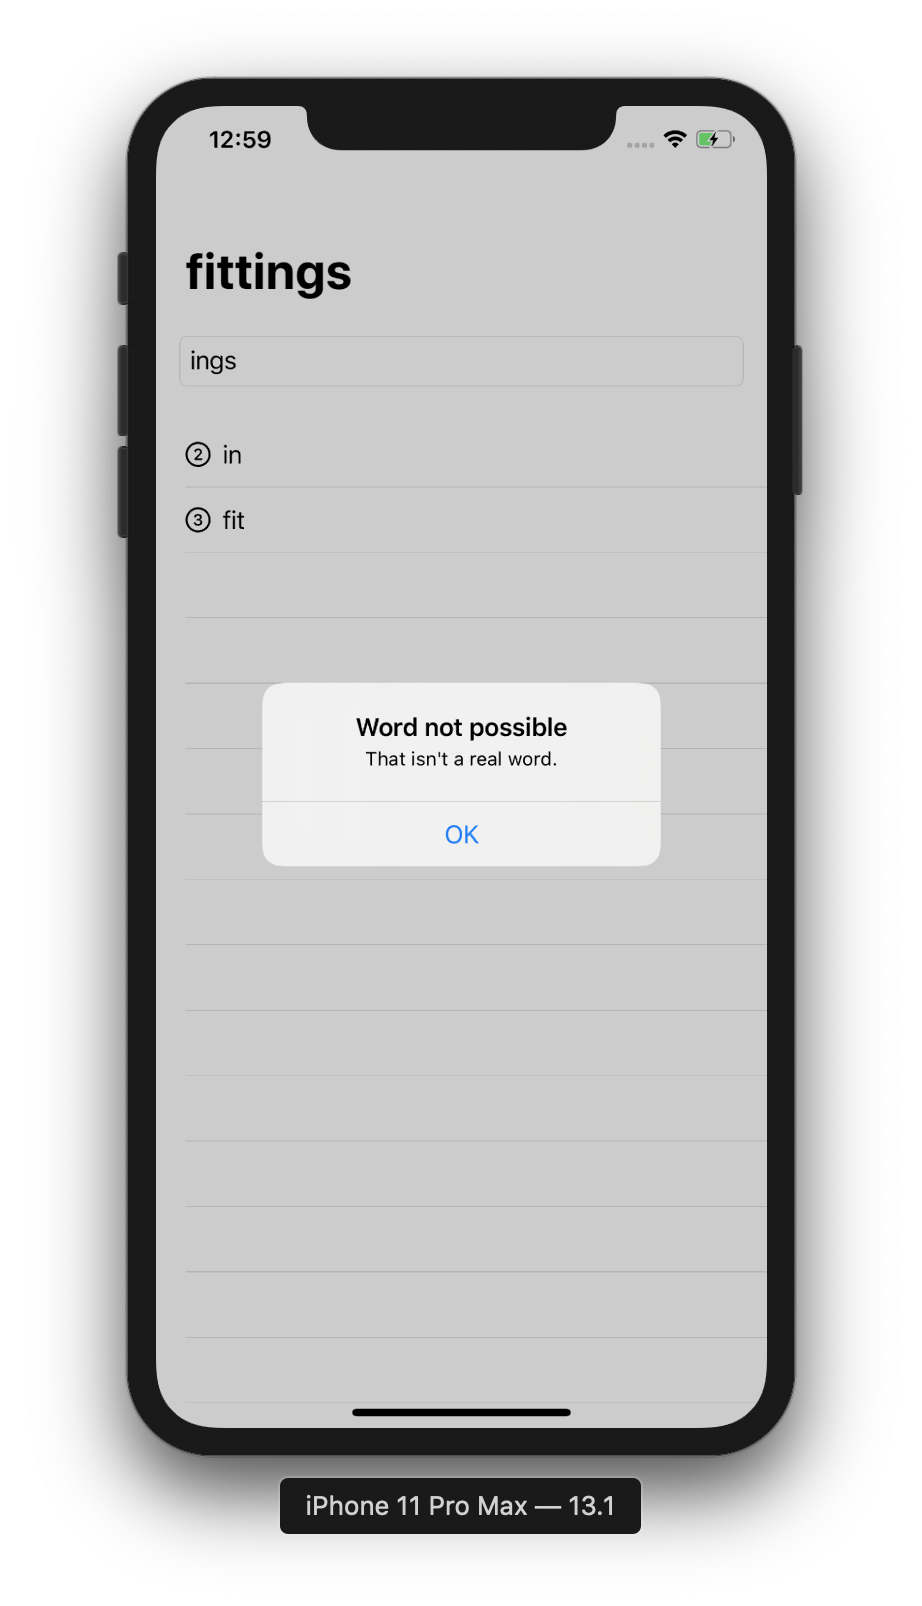 12:59
fittings
ings
2 in
3 fit
Word not possible
That isn't a real word.
OK
iPhone 11 Pro Max — 13.1